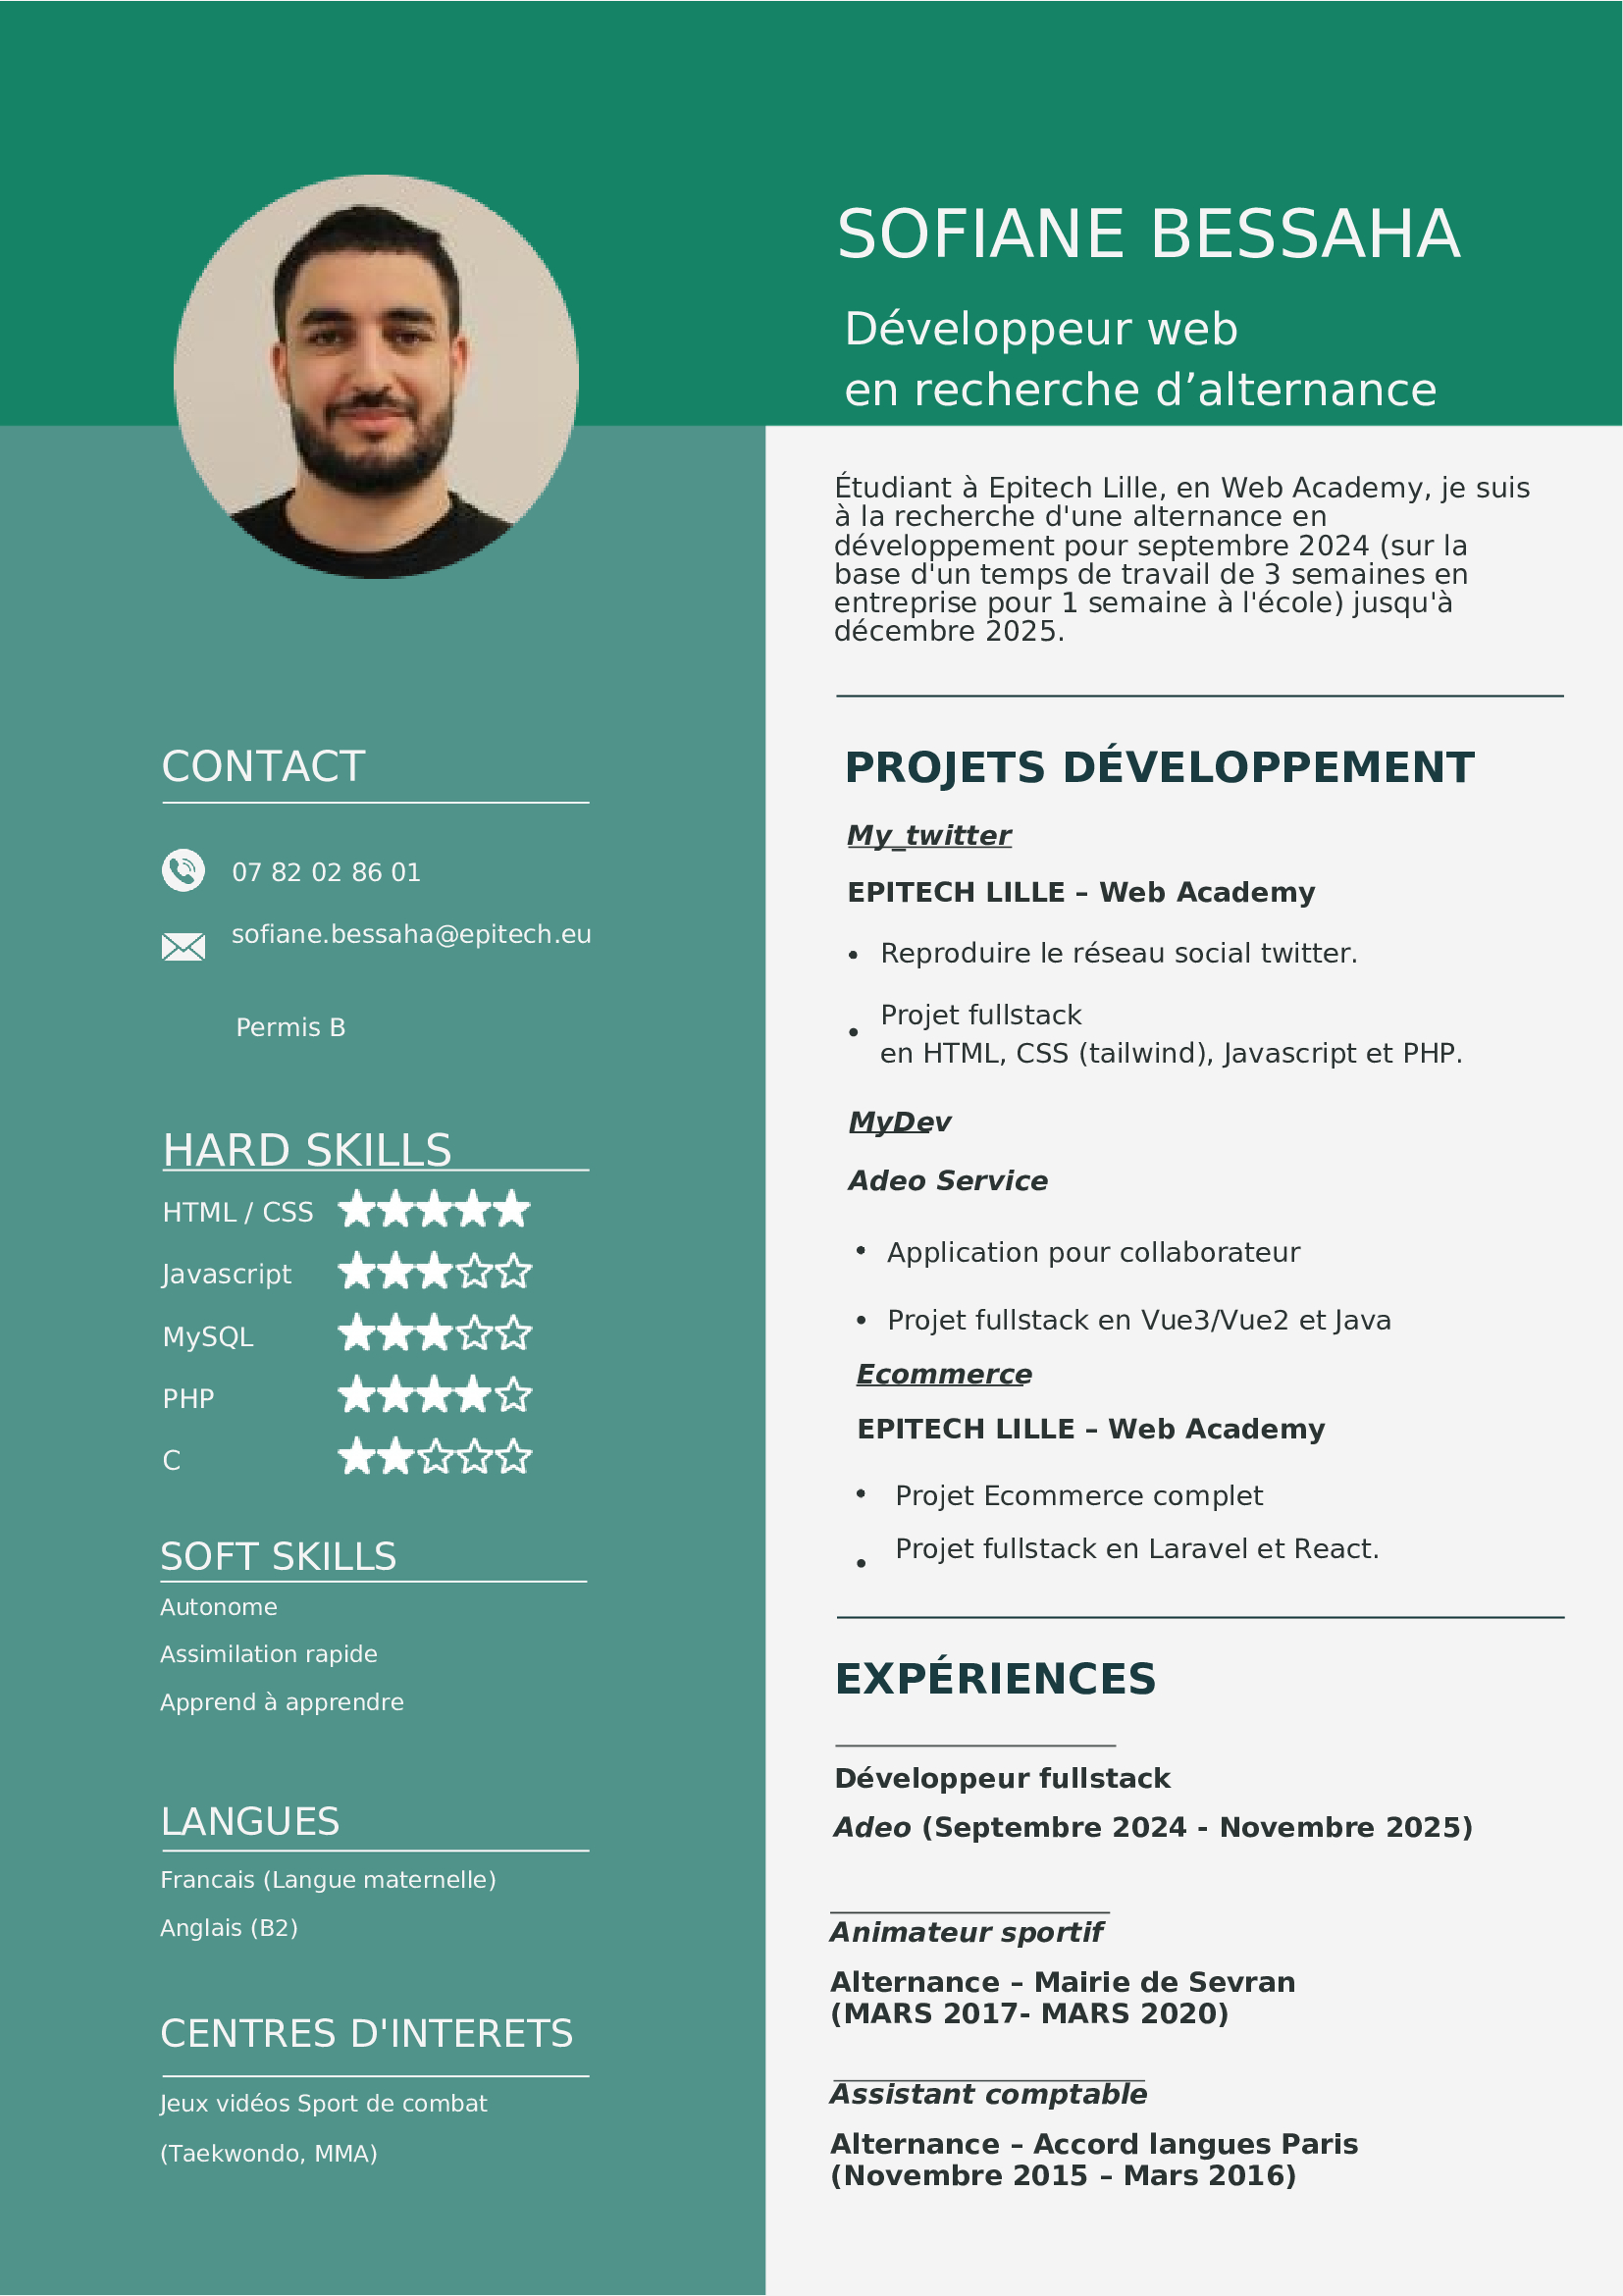 SOFIANE BESSAHA
Développeur web
en recherche d’alternance
Étudiant à Epitech Lille, en Web Academy, je suis
à la recherche d'une alternance en
développement pour septembre 2024 (sur la
base d'un temps de travail de 3 semaines en
entreprise pour 1 semaine à l'école) jusqu'à
décembre 2025.
CONTACT
07 82 02 86 01
sofiane.bessaha@epitech.eu
Permis B
HARD SKILLS
HTML / CSS
Javascript
MySQL
PHP
C
SOFT SKILLS
Autonome
Assimilation rapide
Apprend à apprendre
LANGUES
Francais (Langue maternelle)
Anglais (B2)
CENTRES D'INTERETS
Jeux vidéos Sport de combat
(Taekwondo, MMA)
PROJETS DÉVELOPPEMENT
My_twitter
EPITECH LILLE – Web Academy
• Reproduire le réseau social twitter.
• Projet fullstack
en HTML, CSS (tailwind), Javascript et PHP.
MyDev
Adeo Service
• Application pour collaborateur
• Projet fullstack en Vue3/Vue2 et Java
Ecommerce
EPITECH LILLE – Web Academy
• Projet Ecommerce complet
• Projet fullstack en Laravel et React.
EXPÉRIENCES
Développeur fullstack
Adeo (Septembre 2024 - Novembre 2025)
Animateur sportif
Alternance – Mairie de Sevran
(MARS 2017- MARS 2020)
Assistant comptable
Alternance – Accord langues Paris
(Novembre 2015 – Mars 2016)